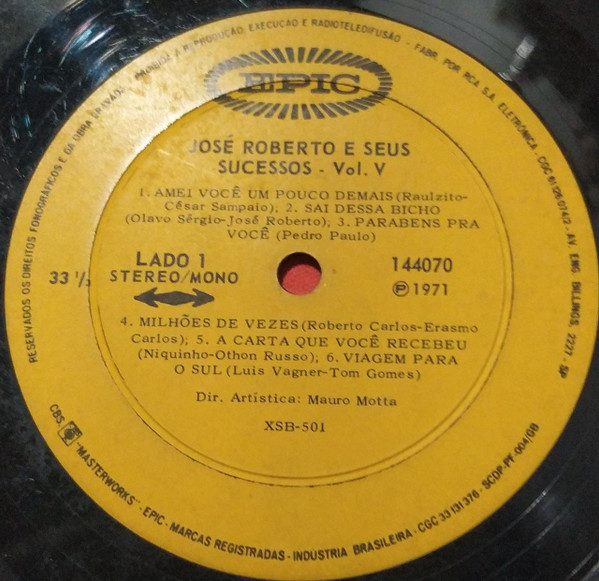 RESERVADOS OS DIREITOS FONOGRÁFICOS E DA OBRA GRAVADA. PROIBIDA A REPRODUÇÃO, EXECUÇÃO E RADIOTELEDIFUSÃO - FABR. POR RCA S.A. ELETRÔNICA - CGC 61126074/2 - AV. ENG. BILLINGS, 2227 - SP
EPIC
JOSÉ ROBERTO E SEUS
SUCESSOS - Vol. V
1. AMEI VOCÊ UM POUCO DEMAIS (Raulzito-
César Sampaio); 2. SAI DESSA BICHO
(Olavo Sérgio-José Roberto); 3. PARABENS PRA
VOCÊ (Pedro Paulo)
LADO 1
144070
33 ⅓
STEREO/MONO
Ⓟ 1971
4. MILHÕES DE VEZES (Roberto Carlos-Erasmo
Carlos); 5. A CARTA QUE VOCÊ RECEBEU
(Niquinho-Othon Russo); 6. VIAGEM PARA
O SUL (Luis Vagner-Tom Gomes)
Dir. Artística: Mauro Motta
XSB-501
CBS, "MASTERWORKS" - EPIC - MARCAS REGISTRADAS - INDÚSTRIA BRASILEIRA - CGC 33131376 - SCDP-PF-004/GB